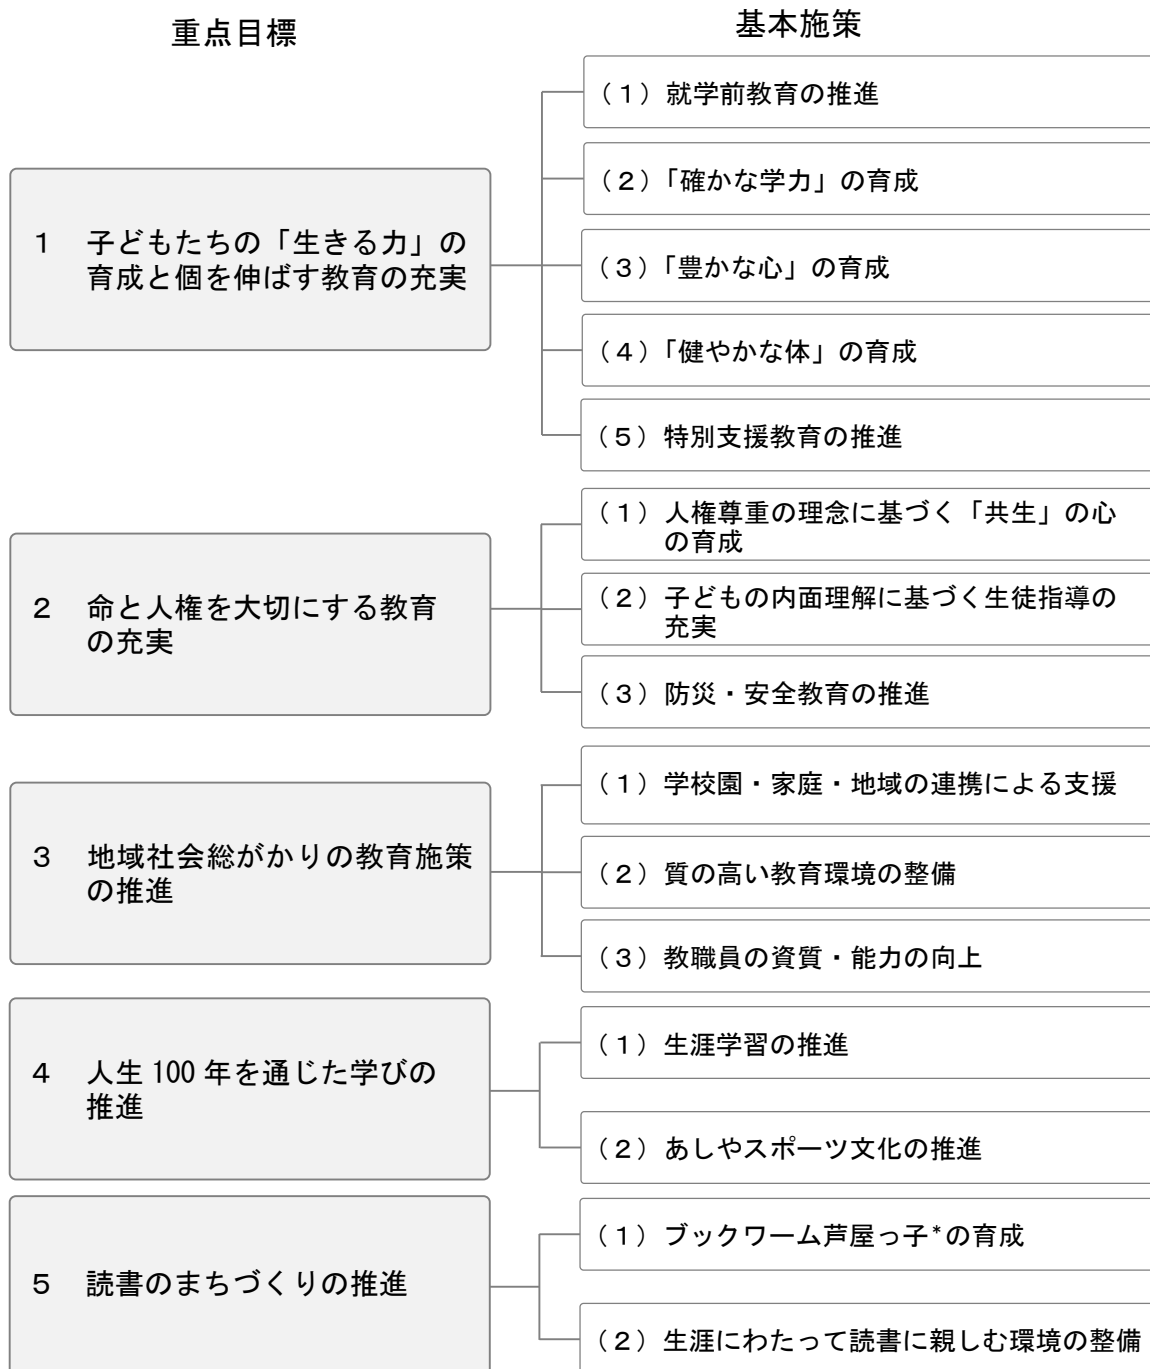 重点目標
基本施策
1 子どもたちの「生きる力」の
育成と個を伸ばす教育の充実
(1)就学前教育の推進
(2)「確かな学力」の育成
(3)「豊かな心」の育成
(4)「健やかな体」の育成
(5)特別支援教育の推進
2 命と人権を大切にする教育
の充実
(1)人権尊重の理念に基づく「共生」の心
の育成
(2)子どもの内面理解に基づく生徒指導の
充実
(3)防災・安全教育の推進
3 地域社会総がかりの教育施策
の推進
(1)学校園・家庭・地域の連携による支援
(2)質の高い教育環境の整備
(3)教職員の資質・能力の向上
4 人生 100 年を通じた学びの
推進
(1)生涯学習の推進
(2)あしやスポーツ文化の推進
5 読書のまちづくりの推進
(1)ブックワーム芦屋っ子*の育成
(2)生涯にわたって読書に親しむ環境の整備